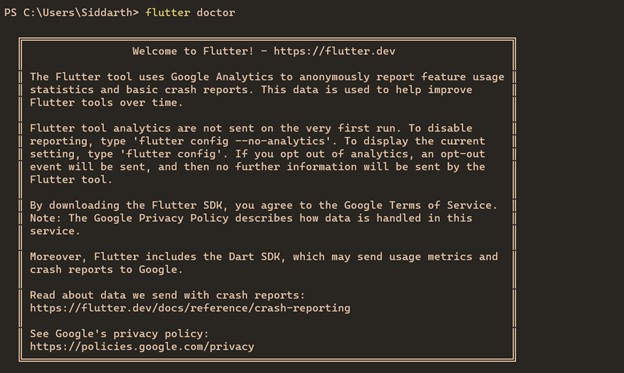 PS C:\Users\Siddarth> flutter doctor
Welcome to Flutter! - https://flutter.dev
The Flutter tool uses Google Analytics to anonymously report feature usage
statistics and basic crash reports. This data is used to help improve
Flutter tools over time.
Flutter tool analytics are not sent on the very first run. To disable
reporting, type 'flutter config --no-analytics'. To display the current
setting, type 'flutter config'. If you opt out of analytics, an opt-out
event will be sent, and then no further information will be sent by the
Flutter tool.
By downloading the Flutter SDK, you agree to the Google Terms of Service.
Note: The Google Privacy Policy describes how data is handled in this
service.
Moreover, Flutter includes the Dart SDK, which may send usage metrics and
crash reports to Google.
Read about data we send with crash reports:
https://flutter.dev/docs/reference/crash-reporting
See Google's privacy policy:
https://policies.google.com/privacy